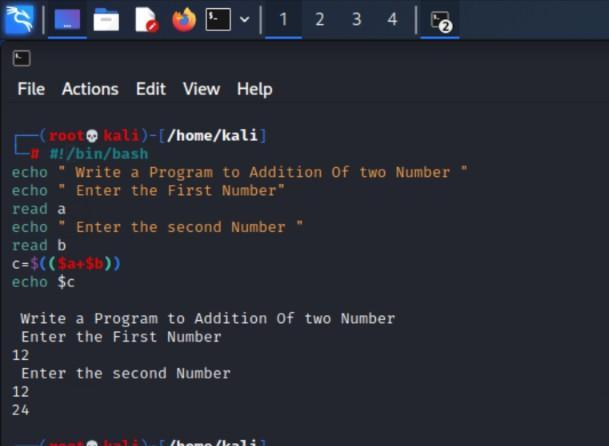 1 2 3 4 2
File Actions Edit View Help
┌──(root💀kali)-[/home/kali]
└─# #!/bin/bash
echo " Write a Program to Addition Of two Number "
echo " Enter the First Number"
read a
echo " Enter the second Number "
read b
c=$(($a+$b))
echo $c
Write a Program to Addition Of two Number
Enter the First Number
12
Enter the second Number
12
24
┌──(root💀kali)-[/home/kali]